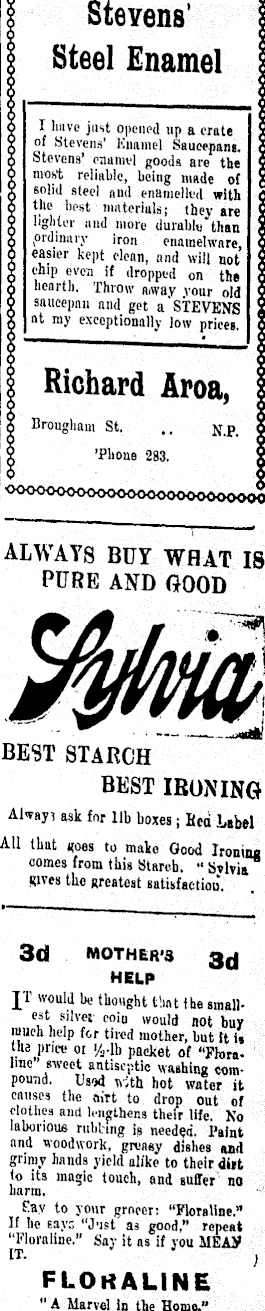 Stevens'
Steel Enamel
I have just opened up a crate
of Stevens' Enamel Saucepans.
Stevens' enamel goods are the
most reliable, being made of
solid steel and enamelled with
the best materials; they are
lighter and more durable than
ordinary iron enamelware,
easier kept clean, and will not
chip even if dropped on the
hearth. Throw away your old
saucepan and get a STEVENS
at my exceptionally low prices.
Richard Aroa,
Brougham St. .. N.P.
'Phone 283.
ALWAYS BUY WHAT IS
PURE AND GOOD
Sylvia
BEST STARCH
BEST IRONING
Always ask for 1lb boxes; Red Label
All that goes to make Good Ironing
comes from this Starch. "Sylvia
gives the greatest satisfaction.
3d MOTHER'S 3d
HELP
IT would be thought that the small-
est silver coin would not buy
much help for tired mother, but it is
the price of ½-lb packet of "Flora-
line" sweet antiseptic washing com-
pound. Used with hot water it
causes the dirt to drop out of
clothes and lengthens their life. No
laborious rubbing is needed. Paint
and woodwork, greasy dishes and
grimy hands yield alike to their dirt
to its magic touch, and suffer no
harm.
Say to your grocer: "Floraline."
If he says "Just as good," repeat
"Floraline." Say it as if you MEAN
IT.
FLORALINE
"A Marvel in the Home."